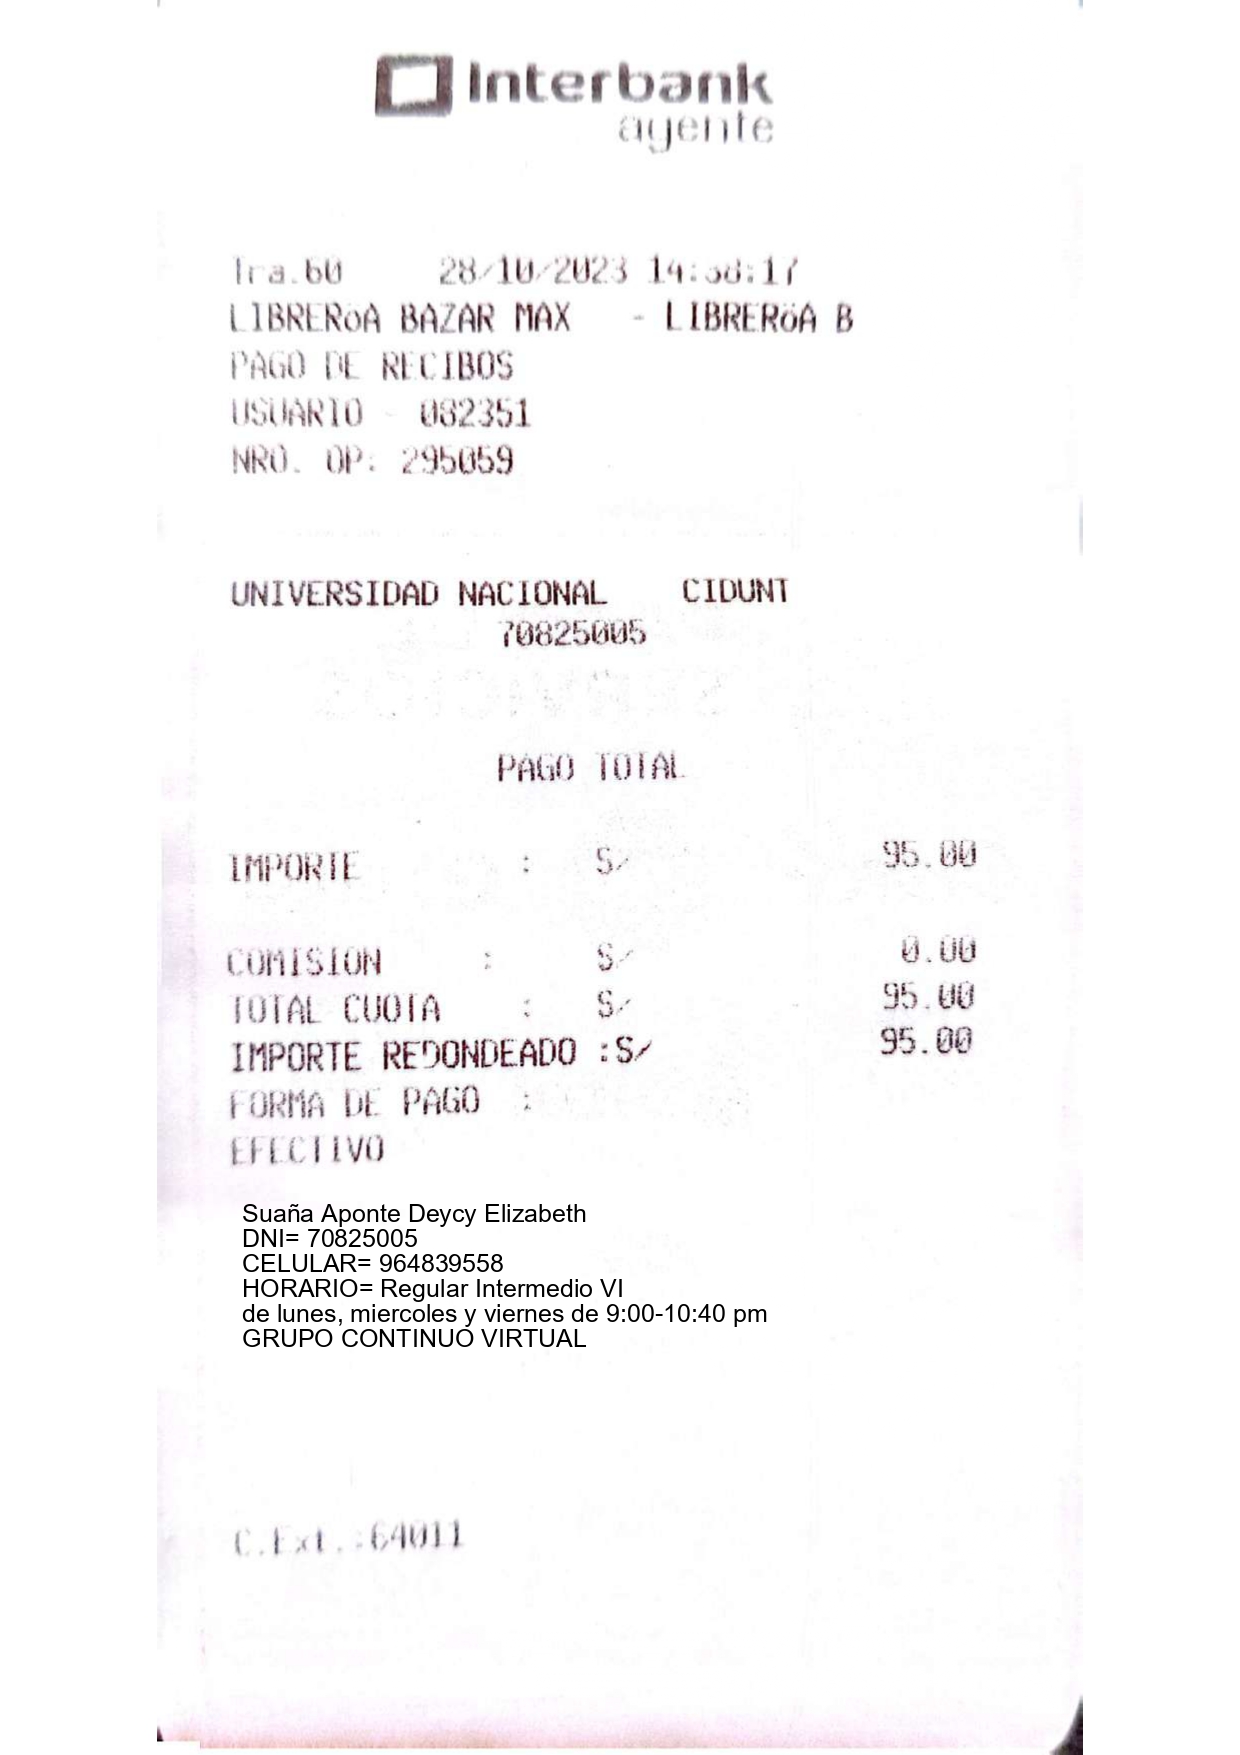 Interbank
agente
Tra.60 28/10/2023 14:38:17
LIBRERöA BAZAR MAX - LIBRERöA B
PAGO DE RECIBOS
USUARIO - 082351
NRO. OP: 295059
UNIVERSIDAD NACIONAL CIDUNT
70825005
PAGO TOTAL
IMPORTE : S/ 95.00
COMISION : S/ 0.00
TOTAL CUOTA : S/ 95.00
IMPORTE REDONDEADO :S/ 95.00
FORMA DE PAGO :
EFECTIVO
Suaña Aponte Deycy Elizabeth
DNI= 70825005
CELULAR= 964839558
HORARIO= Regular Intermedio VI
de lunes, miercoles y viernes de 9:00-10:40 pm
GRUPO CONTINUO VIRTUAL
C.Ext.:64011